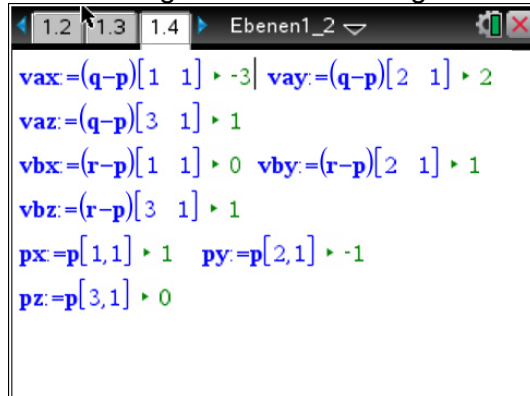 1.2 1.3 1.4 Ebenen1_2
vax:=(q-p)[1 1] ▸ -3 vay:=(q-p)[2 1] ▸ 2
vaz:=(q-p)[3 1] ▸ 1
vbx:=(r-p)[1 1] ▸ 0 vby:=(r-p)[2 1] ▸ 1
vbz:=(r-p)[3 1] ▸ 1
px:=p[1,1] ▸ 1 py:=p[2,1] ▸ -1
pz:=p[3,1] ▸ 0